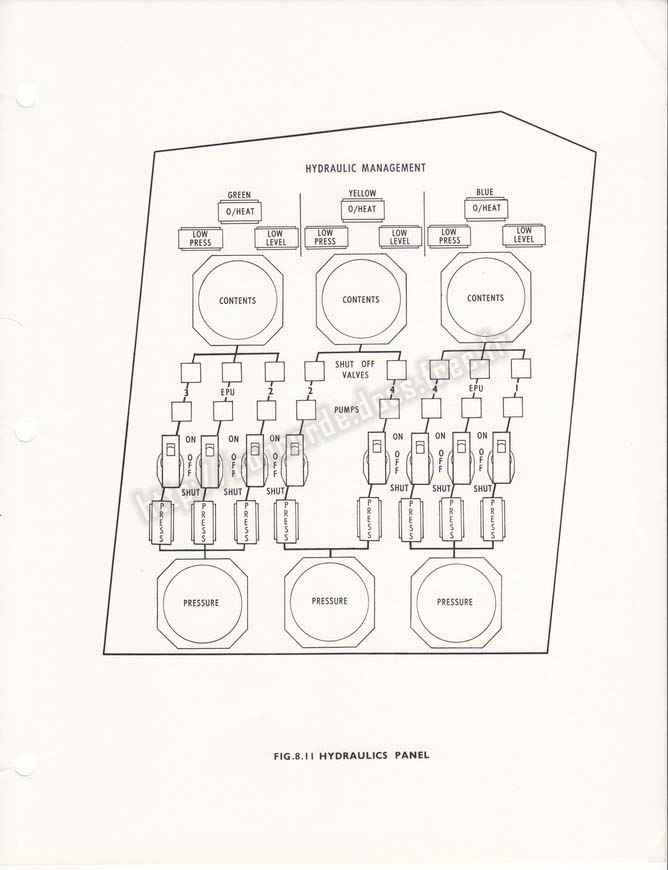 HYDRAULIC MANAGEMENT
GREEN YELLOW BLUE
O/HEAT O/HEAT O/HEAT
LOW PRESS LOW LEVEL LOW PRESS LOW LEVEL LOW PRESS LOW LEVEL
CONTENTS CONTENTS CONTENTS
SHUT OFF
VALVES
3 EPU 2 2 4 4 EPU 1
PUMPS
ON ON ON ON ON ON
OFF OFF OFF OFF OFF OFF
SHUT SHUT SHUT SHUT SHUT
PRESS PRESS PRESS PRESS PRESS PRESS PRESS PRESS
PRESSURE PRESSURE PRESSURE
FIG.8.11 HYDRAULICS PANEL